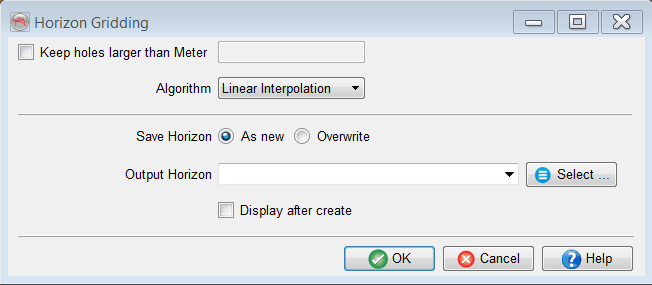 Horizon Gridding
Keep holes larger than Meter
Algorithm Linear Interpolation
Save Horizon As new Overwrite
Output Horizon Select ...
Display after create
OK Cancel Help